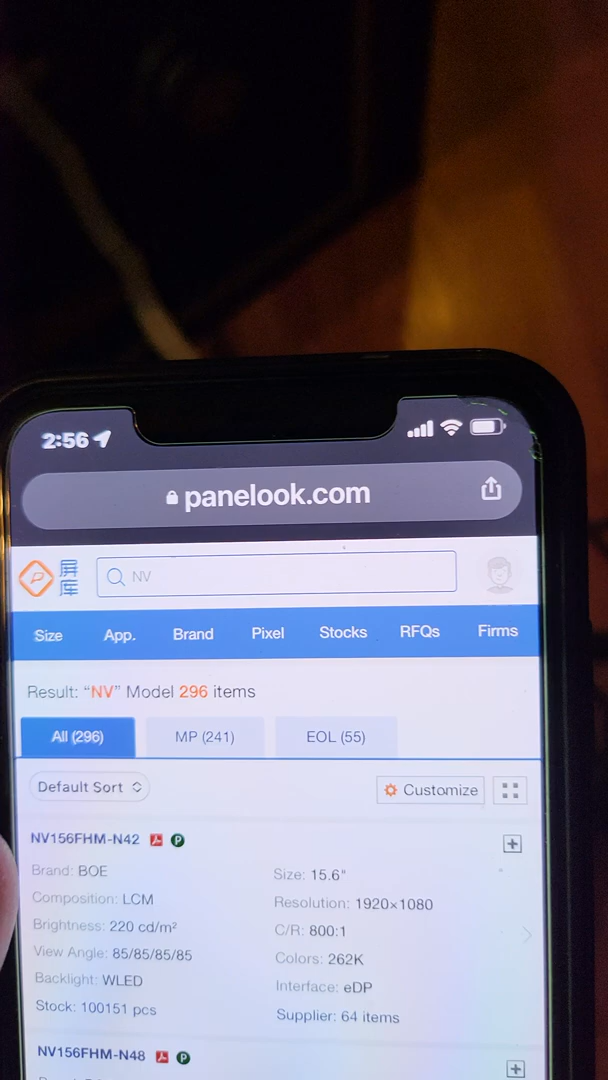 2:56
panelook.com
屏库
NV
Size App. Brand Pixel Stocks RFQs Firms
Result: “NV” Model 296 items
All (296) MP (241) EOL (55)
Default Sort Customize
NV156FHM-N42 P
Brand: BOE Size: 15.6"
Composition: LCM Resolution: 1920×1080
Brightness: 220 cd/m² C/R: 800:1
View Angle: 85/85/85/85 Colors: 262K
Backlight: WLED Interface: eDP
Stock: 100151 pcs Supplier: 64 items
NV156FHM-N48 P